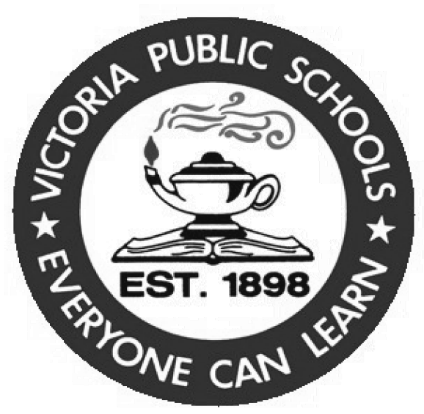 VICTORIA PUBLIC SCHOOLS
EST. 1898
EVERYONE CAN LEARN